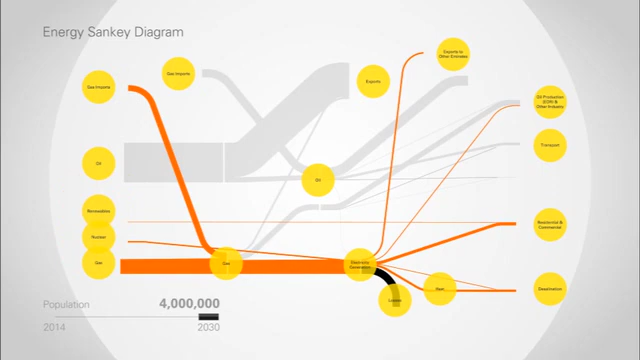 Energy Sankey Diagram
Gas Imports
Gas Imports
Exports
Exports to
Other Emirates
Oil Production
(EOR) &
Other Industry
Oil
Transport
Oil
Renewables
Nuclear
Residential &
Commercial
Gas
Gas
Electricity
Generation
Heat
Losses
Desalination
Population
4,000,000
2014
2030